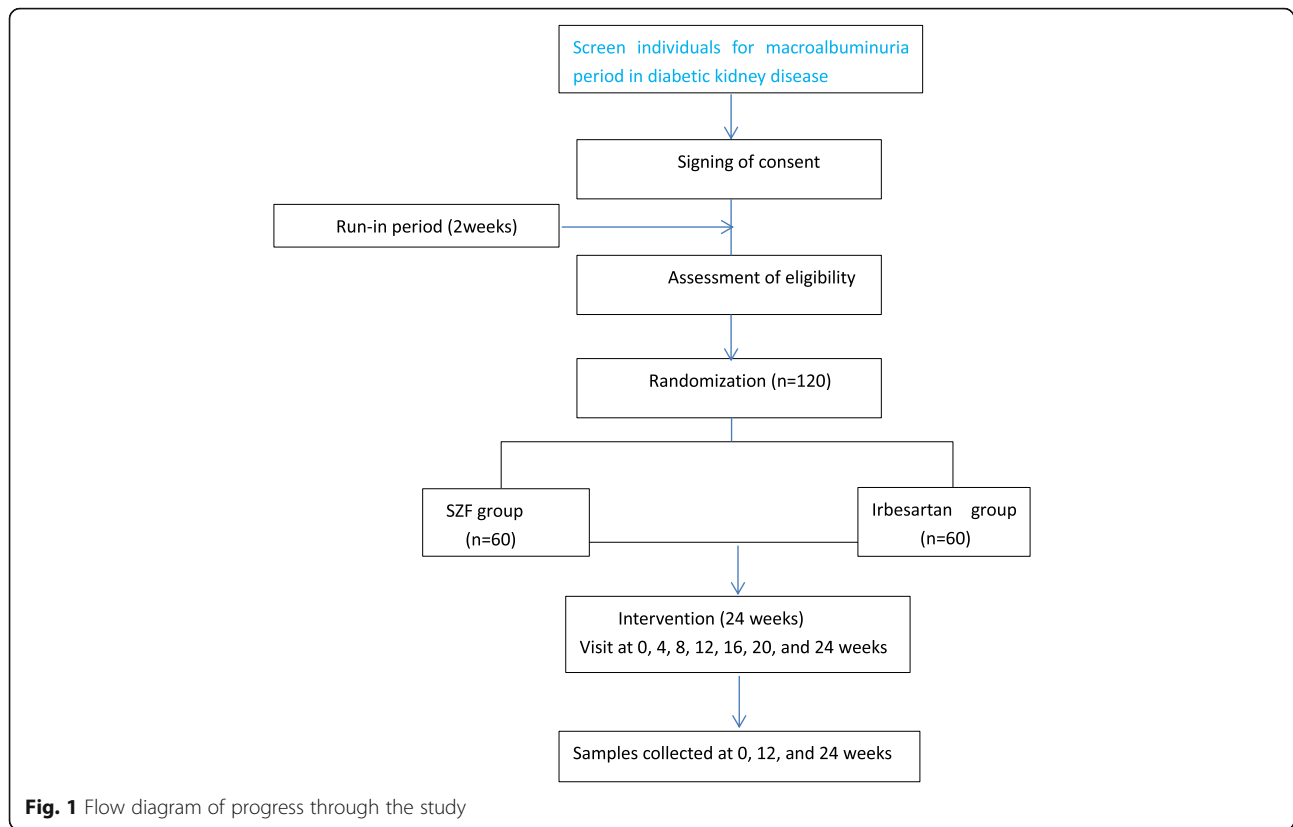 Screen individuals for macroalbuminuria
period in diabetic kidney disease
Signing of consent
Run-in period (2weeks)
Assessment of eligibility
Randomization (n=120)
SZF group
(n=60)
Irbesartan group
(n=60)
Intervention (24 weeks)
Visit at 0, 4, 8, 12, 16, 20, and 24 weeks
Samples collected at 0, 12, and 24 weeks
Fig. 1 Flow diagram of progress through the study